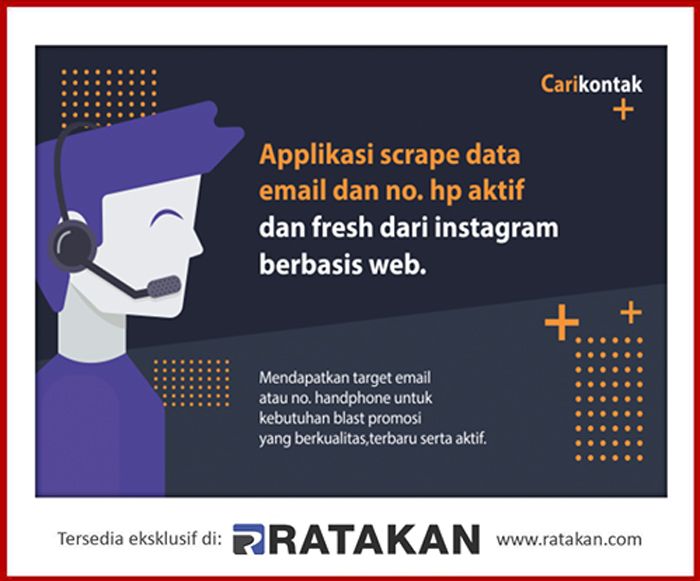 Carikontak
Applikasi scrape data
email dan no. hp aktif
dan fresh dari instagram
berbasis web.
Mendapatkan target email
atau no. handphone untuk
kebutuhan blast promosi
yang berkualitas,terbaru serta aktif.
Tersedia eksklusif di: RATAKAN www.ratakan.com